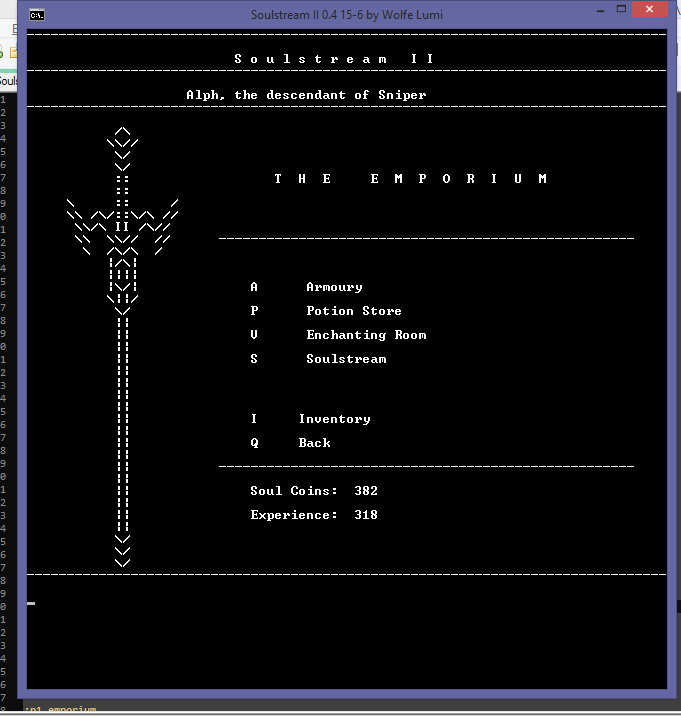 Soulstream II 0.4 15-6 by Wolfe Lumi
S o u l s t r e a m  I I
Alph, the descendant of Sniper
T H E  E M P O R I U M
II
A Armoury
P Potion Store
V Enchanting Room
S Soulstream
I Inventory
Q Back
Soul Coins: 382
Experience: 318